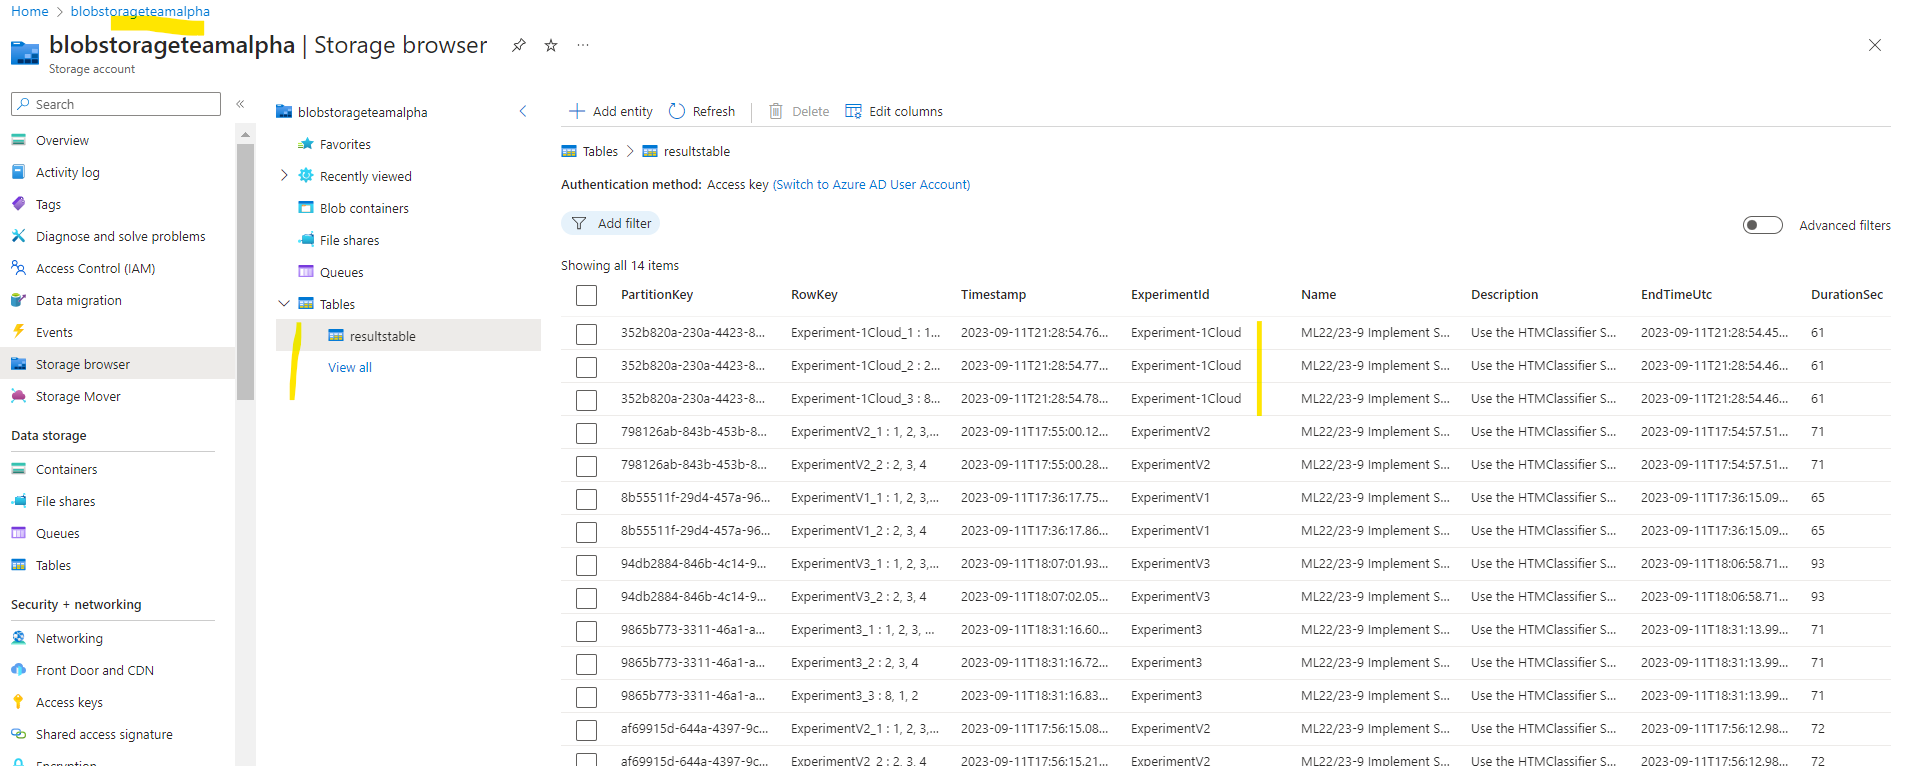 Home > blobstorageteamalpha
blobstorageteamalpha | Storage browser
Storage account
Search
Overview
Activity log
Tags
Diagnose and solve problems
Access Control (IAM)
Data migration
Events
Storage browser
Storage Mover
Data storage
Containers
File shares
Queues
Tables
Security + networking
Networking
Front Door and CDN
Access keys
Shared access signature
Encryption
blobstorageteamalpha
Favorites
Recently viewed
Blob containers
File shares
Queues
Tables
resultstable
View all
Add entity Refresh Delete Edit columns
Tables > resultstable
Authentication method: Access key (Switch to Azure AD User Account)
Add filter
Advanced filters
Showing all 14 items
PartitionKey RowKey Timestamp ExperimentId Name Description EndTimeUtc DurationSec
352b820a-230a-4423-8... Experiment-1Cloud_1 : 1... 2023-09-11T21:28:54.76... Experiment-1Cloud ML22/23-9 Implement S... Use the HTMClassifier S... 2023-09-11T21:28:54.45... 61
352b820a-230a-4423-8... Experiment-1Cloud_2 : 2... 2023-09-11T21:28:54.77... Experiment-1Cloud ML22/23-9 Implement S... Use the HTMClassifier S... 2023-09-11T21:28:54.46... 61
352b820a-230a-4423-8... Experiment-1Cloud_3 : 8... 2023-09-11T21:28:54.78... Experiment-1Cloud ML22/23-9 Implement S... Use the HTMClassifier S... 2023-09-11T21:28:54.46... 61
798126ab-843b-453b-8... ExperimentV2_1 : 1, 2, 3,... 2023-09-11T17:55:00.12... ExperimentV2 ML22/23-9 Implement S... Use the HTMClassifier S... 2023-09-11T17:54:57.51... 71
798126ab-843b-453b-8... ExperimentV2_2 : 2, 3, 4 2023-09-11T17:55:00.28... ExperimentV2 ML22/23-9 Implement S... Use the HTMClassifier S... 2023-09-11T17:54:57.51... 71
8b55511f-29d4-457a-96... ExperimentV1_1 : 1, 2, 3,... 2023-09-11T17:36:17.75... ExperimentV1 ML22/23-9 Implement S... Use the HTMClassifier S... 2023-09-11T17:36:15.09... 65
8b55511f-29d4-457a-96... ExperimentV1_2 : 2, 3, 4 2023-09-11T17:36:17.86... ExperimentV1 ML22/23-9 Implement S... Use the HTMClassifier S... 2023-09-11T17:36:15.09... 65
94db2884-846b-4c14-9... ExperimentV3_1 : 1, 2, 3,... 2023-09-11T18:07:01.93... ExperimentV3 ML22/23-9 Implement S... Use the HTMClassifier S... 2023-09-11T18:06:58.71... 93
94db2884-846b-4c14-9... ExperimentV3_2 : 2, 3, 4 2023-09-11T18:07:02.05... ExperimentV3 ML22/23-9 Implement S... Use the HTMClassifier S... 2023-09-11T18:06:58.71... 93
9865b773-3311-46a1-a... Experiment3_1 : 1, 2, 3, ... 2023-09-11T18:31:16.60... Experiment3 ML22/23-9 Implement S... Use the HTMClassifier S... 2023-09-11T18:31:13.99... 71
9865b773-3311-46a1-a... Experiment3_2 : 2, 3, 4 2023-09-11T18:31:16.72... Experiment3 ML22/23-9 Implement S... Use the HTMClassifier S... 2023-09-11T18:31:13.99... 71
9865b773-3311-46a1-a... Experiment3_3 : 8, 1, 2 2023-09-11T18:31:16.83... Experiment3 ML22/23-9 Implement S... Use the HTMClassifier S... 2023-09-11T18:31:13.99... 71
af69915d-644a-4397-9c... ExperimentV2_1 : 1, 2, 3,... 2023-09-11T17:56:15.08... ExperimentV2 ML22/23-9 Implement S... Use the HTMClassifier S... 2023-09-11T17:56:12.98... 72
af69915d-644a-4397-9c... ExperimentV2_2 : 2, 3, 4 2023-09-11T17:56:15.21... ExperimentV2 ML22/23-9 Implement S... Use the HTMClassifier S... 2023-09-11T17:56:12.98... 72